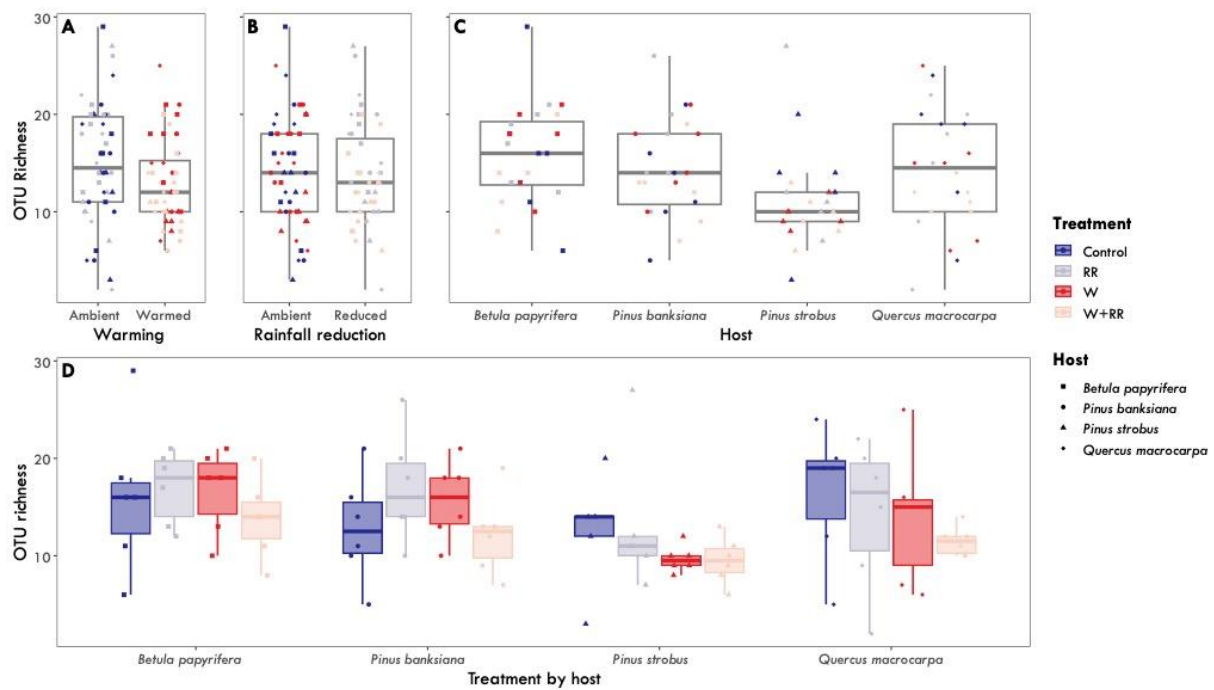 A
B
C
30
20
10
OTU Richness
Ambient Warmed
Warming
Ambient Reduced
Rainfall reduction
Betula papyrifera Pinus banksiana Pinus strobus Quercus macrocarpa
Host
Treatment
Control
RR
W
W+RR
Host
Betula papyrifera
Pinus banksiana
Pinus strobus
Quercus macrocarpa
D
30
20
10
OTU richness
Betula papyrifera Pinus banksiana Pinus strobus Quercus macrocarpa
Treatment by host